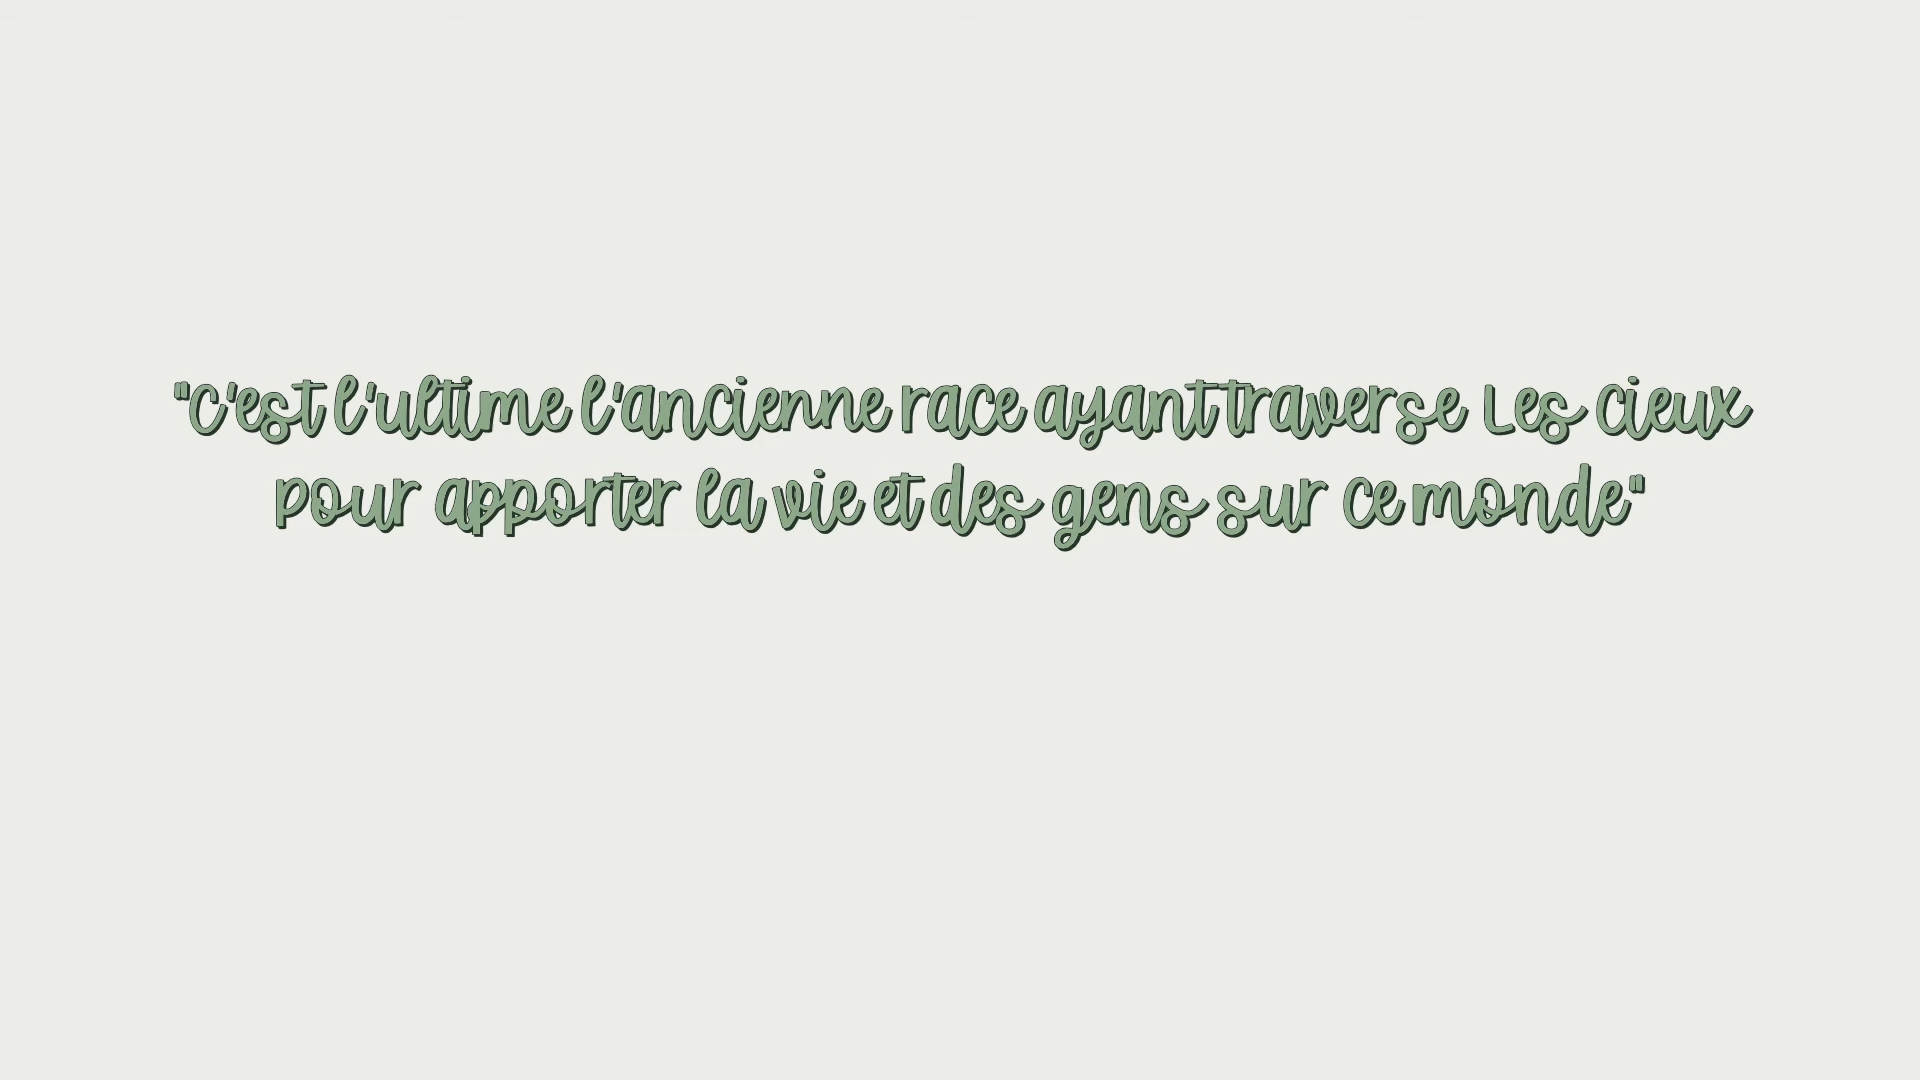 "C'est l'ultime l'ancienne race ayant traverse Les cieux
pour apporter la vie et des gens sur ce monde"